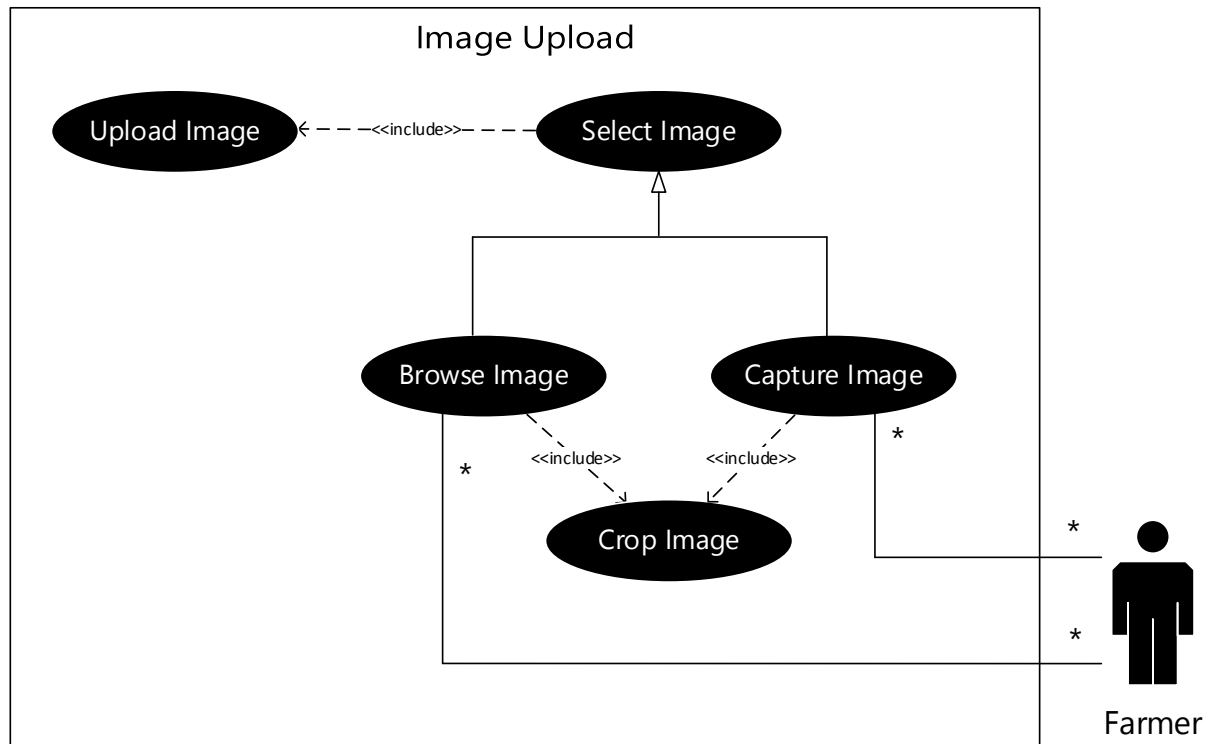 Image Upload
Upload Image
<<include>>
Select Image
Browse Image
Capture Image
*
*
<<include>>
<<include>>
Crop Image
*
*
Farmer